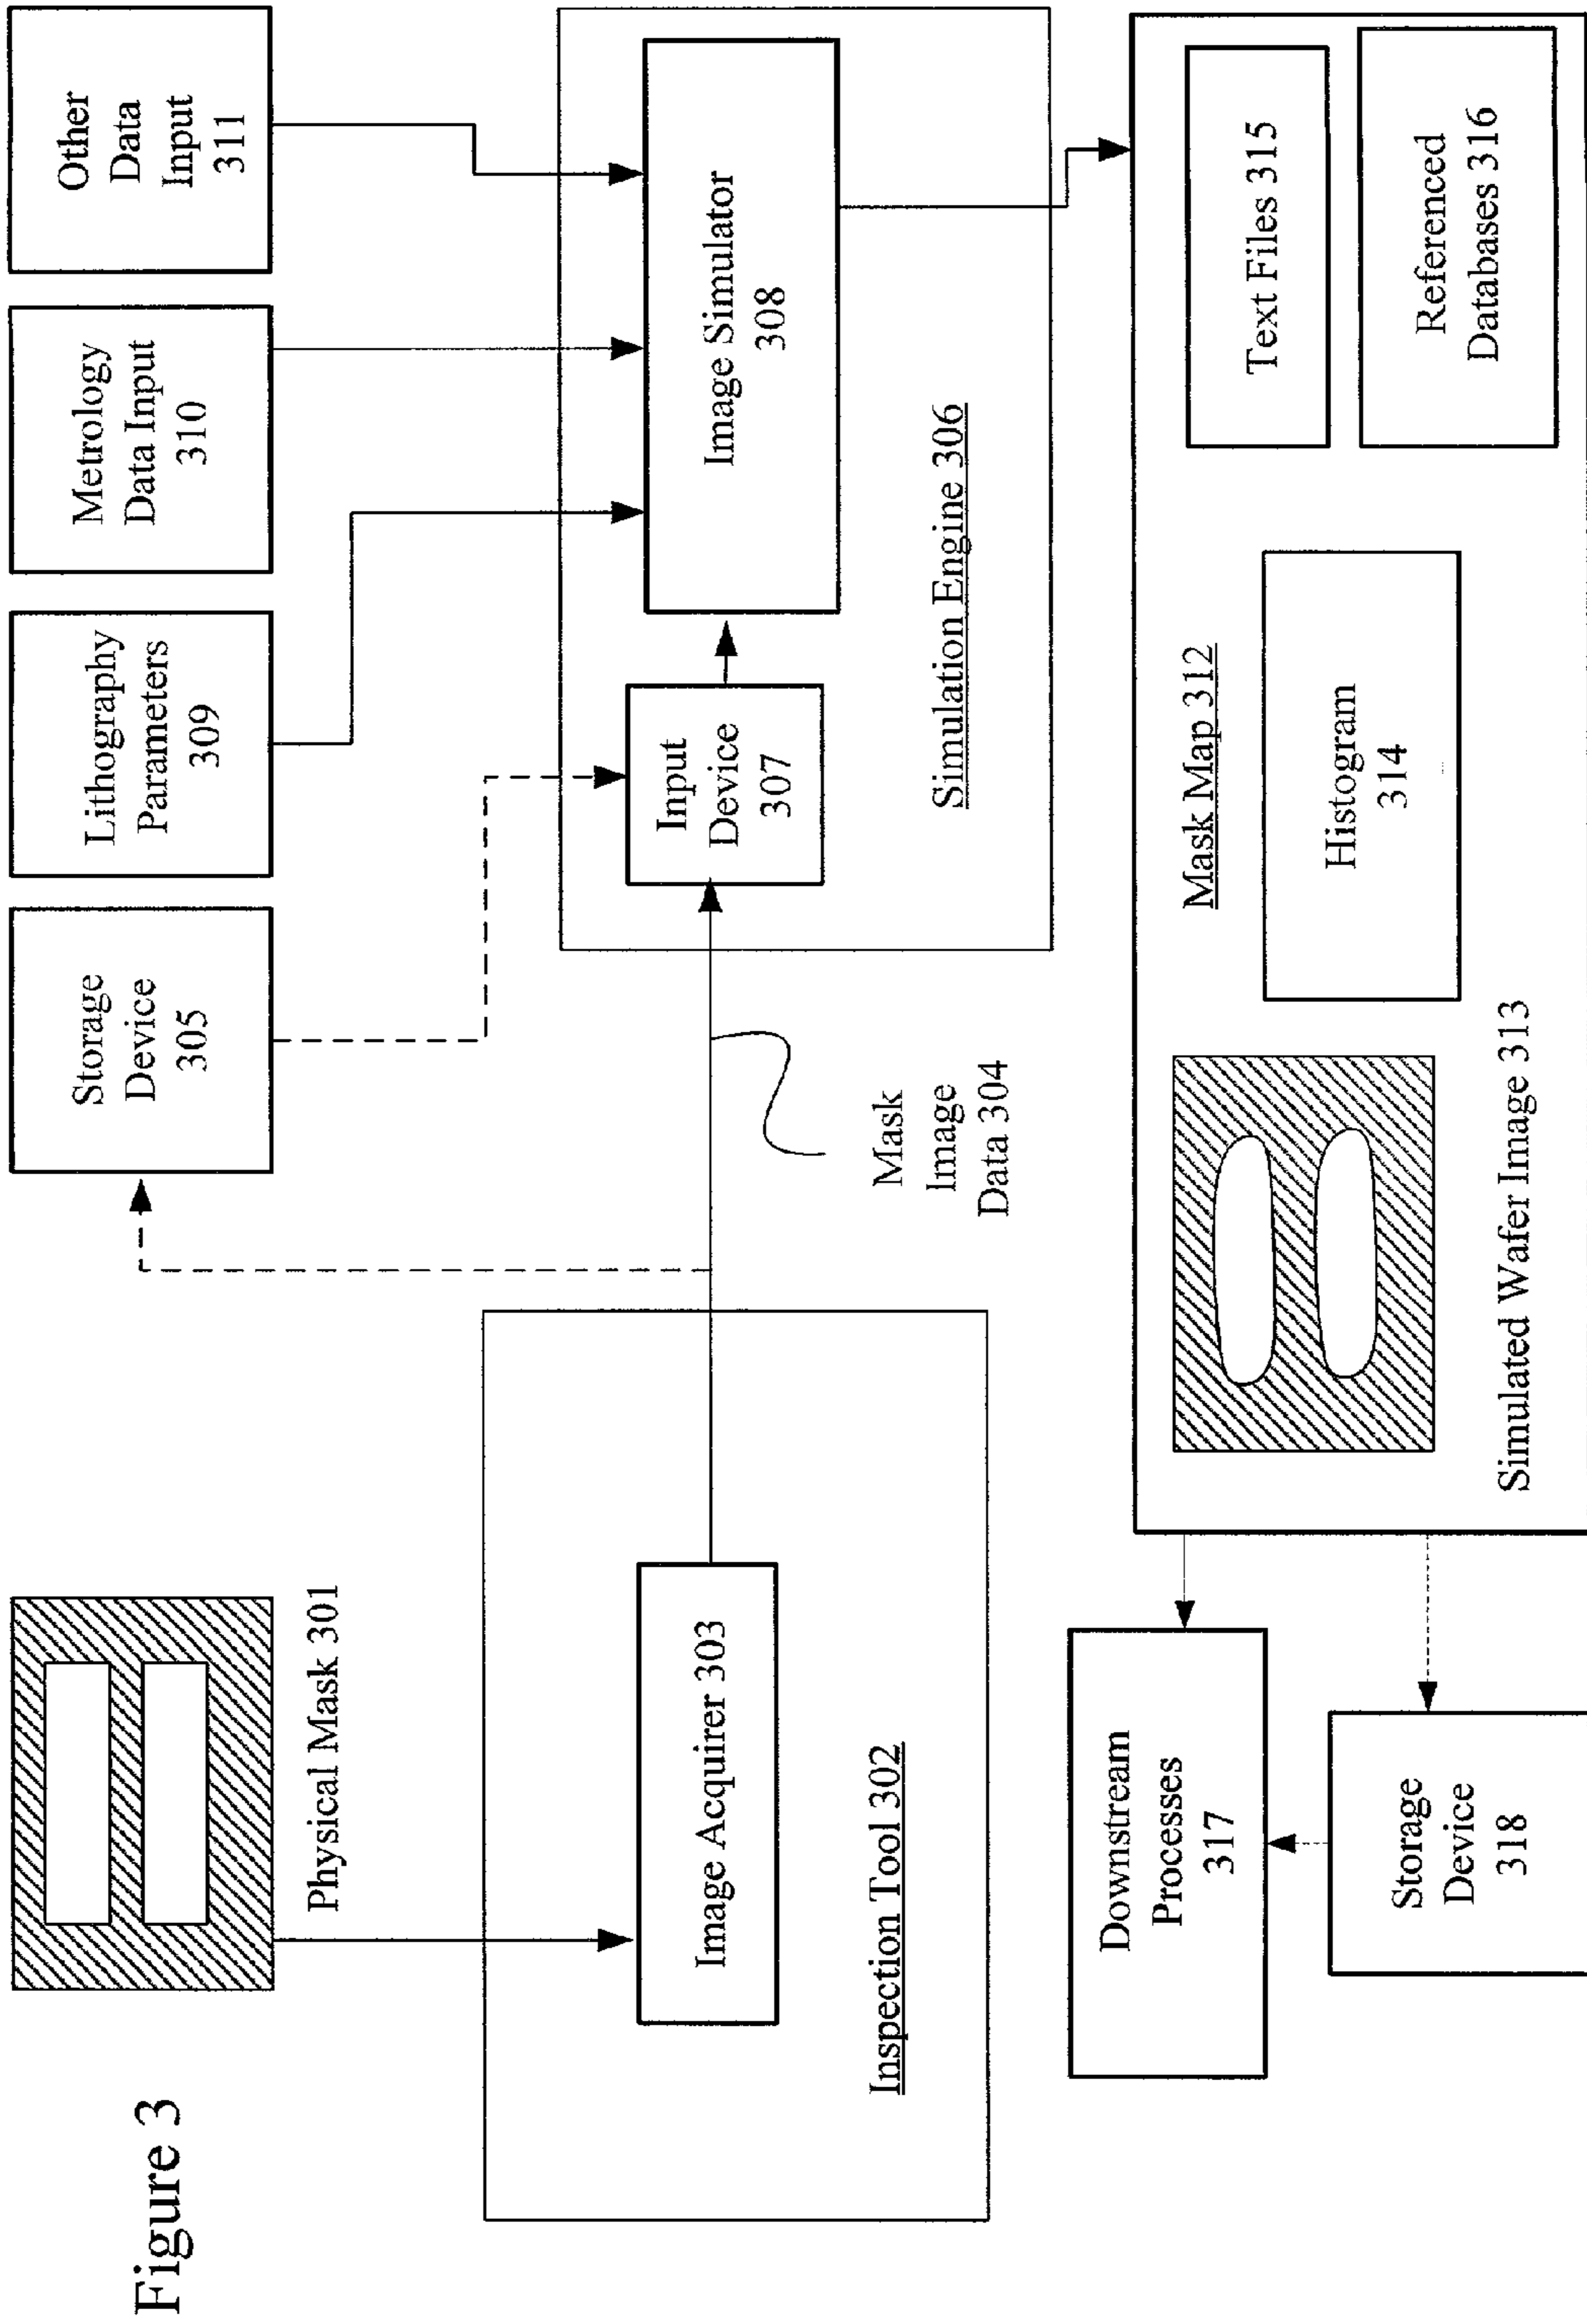 Figure 3
Physical Mask 301
Storage
Device
305
Lithography
Parameters
309
Metrology
Data Input
310
Other
Data
Input
311
Image Acquirer 303
Inspection Tool 302
Mask
Image
Data 304
Input
Device
307
Image Simulator
308
Simulation Engine 306
Downstream
Processes
317
Storage
Device
318
Mask Map 312
Simulated Wafer Image 313
Histogram
314
Text Files 315
Referenced
Databases 316